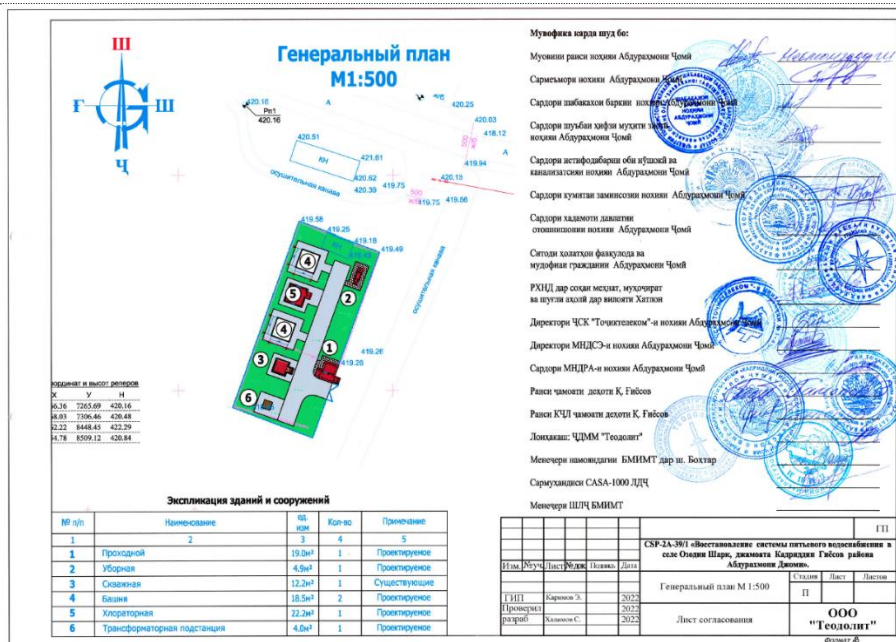 Ш
Ғ
Ш
Ч
Генеральный план
М1:500
420.16
Рп1
420.16
А
420.25
420.03
418.12
А
500
419.94
420.13
420.51
КН
421.61
420.62
420.39
419.75
осушительная канава
500
419.75
419.66
419.58
419.25
КН
419.18
419.49
4
2
5
4
осушительная канава
1
3
419.26
419.26
6
ординат и высот реперов
Х У Н
7265.69 420.16
7306.46 420.48
8448.45 422.29
8509.12 420.84
Экспликация зданий и сооружений
№ п/п Наименование ед. изм Кол-во Примечание
1 2 3 4 5
1 Проходной 19.0м² 1 Проектируемое
2 Уборная 4.9м² 1 Проектируемое
3 Скважная 12.2м² 1 Существующие
4 Башня 18.5м² 2 Проектируемое
5 Хлораторная 22.2м² 1 Проектируемое
6 Трансформаторная подстанция 4.0м² 1 Проектируемое
Мувофиқа карда шуд бо:
Муовини раиси ноҳияи Абдураҳмони Ҷомӣ
Сармеъмори ноҳияи Абдураҳмони Ҷомӣ
Сардори шабакаҳои барқии ноҳияи Абдураҳмони Ҷомӣ
Сардори шуъбаи ҳифзи муҳити
ноҳияи Абдураҳмони Ҷомӣ
Сардори истифодабарии оби нӯшокӣ ва
канализатсияи ноҳияи Абдураҳмони Ҷомӣ
Сардори кумитаи заминсозии ноҳияи Абдураҳмони Ҷомӣ
Сардори хадамоти давлатии
оташнишонии ноҳияи Абдураҳмони Ҷомӣ
Ситоди ҳолатҳои фавқулода ва
мудофиаи гражданӣ Абдураҳмони Ҷомӣ
РХНД дар соҳаи меҳнат, муҳоҷират
ва шуғли аҳолӣ дар вилояти Хатлон
Директори ҶСК "Тоҷиктелеком"-и ноҳияи Абдураҳмони Ҷомӣ
Директори МНДСЭ-и ноҳияи Абдураҳмони Ҷомӣ
Сардори МНДРА-и ноҳияи Абдураҳмони Ҷомӣ
Раиси ҷамоати деҳоти Қ. Ғиёсов
Раиси КҶЛ ҷамоати деҳоти Қ. Ғиёсов
Лоиҳакаш: ҶДММ "Теодолит"
Менеҷери намояндагии БМИМТ дар ш. Бохтар
Сармуҳандиси CASA-1000 ЛДҶ
Менеҷери ШЛҶ БМИМТ
ГП
CSP-2A-39/1 «Восстановление системы питьевого водоснабжения в
селе Озодии Шарк, джамоата Кадриддин Гиёсов района
Абдурахмони Джоми».
Изм. №уч. Лист №док Подпись Дата
Генеральный план М 1:500
Стадия Лист Листов
П
ГИП Каримов Э. 2022
Проверил 2022
разраб Халимов С. 2022
Лист согласования
ООО
"Теодолит"